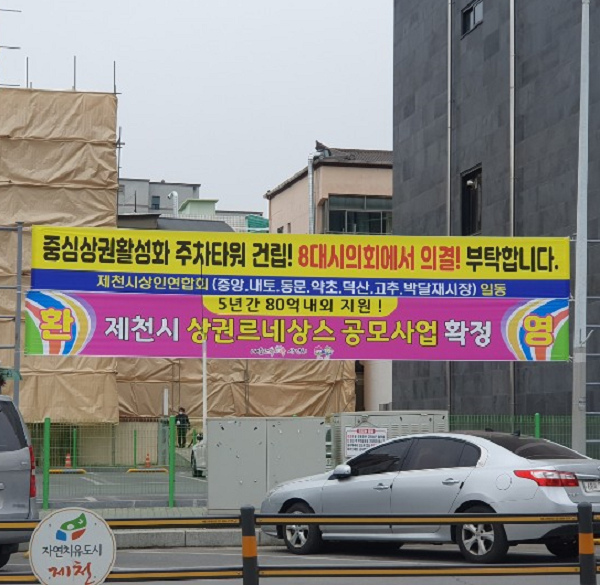 중심상권활성화 주차타워 건립! 8대시의회에서 의결! 부탁합니다.
제천시상인연합회 (중앙.내토.동문.약초.덕산.고추.박달재시장) 일동
5년간 80억내외 지원!
환 제천시 상권르네상스 공모사업 확정 영
자연치유도시
제천